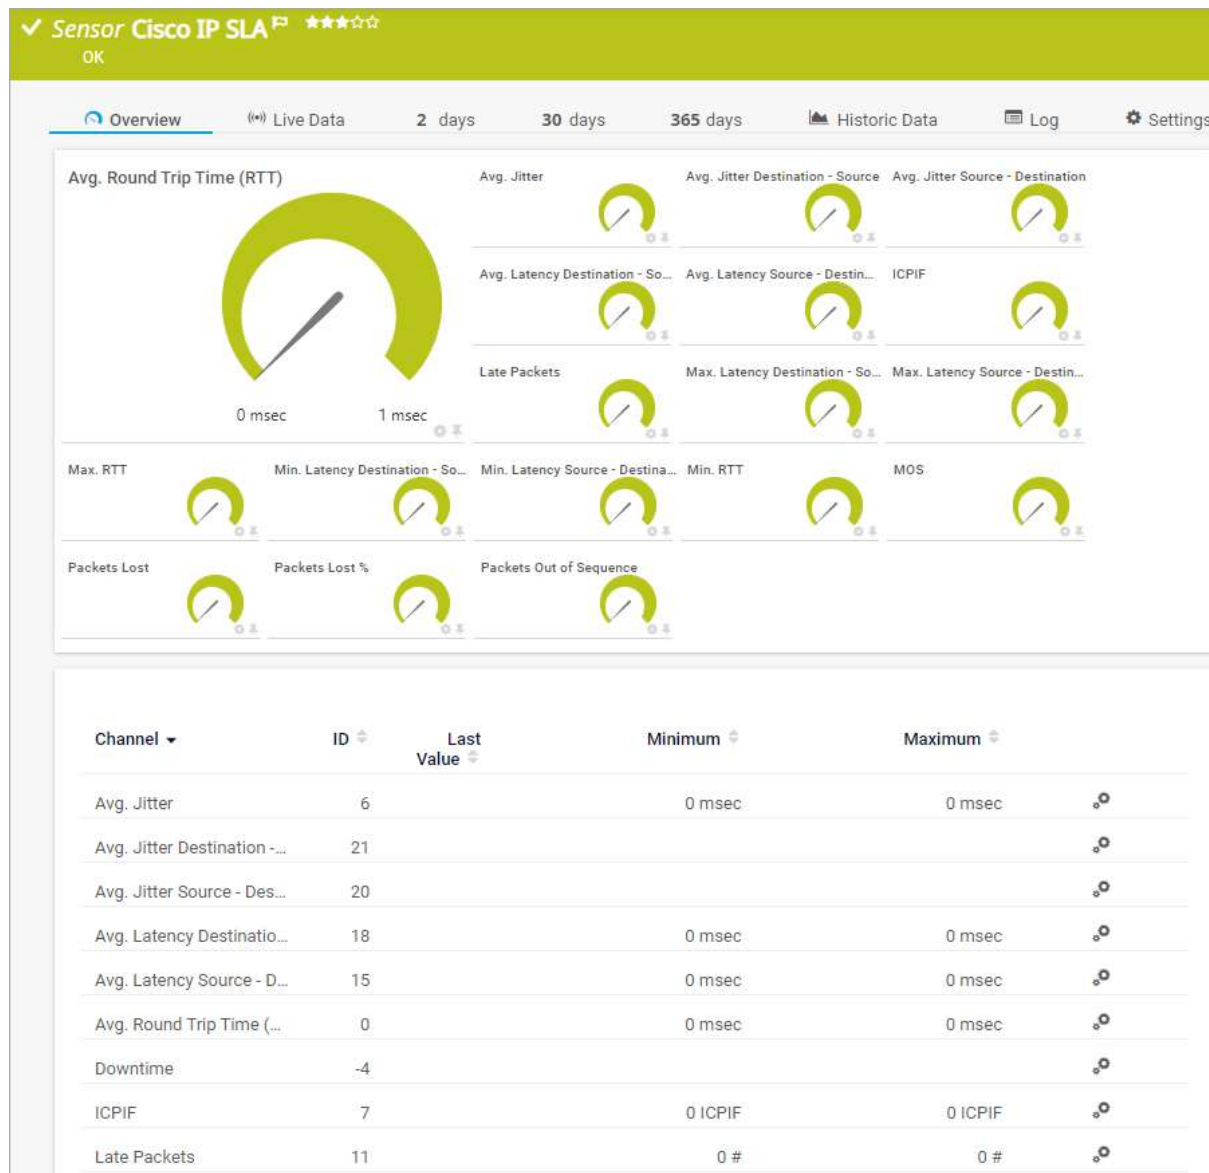 Sensor Cisco IP SLA
OK
Overview Live Data 2 days 30 days 365 days Historic Data Log Settings
Avg. Round Trip Time (RTT)
0 msec 1 msec
Avg. Jitter Avg. Jitter Destination - Source Avg. Jitter Source - Destination
Avg. Latency Destination - So... Avg. Latency Source - Destin... ICPIF
Late Packets Max. Latency Destination - So... Max. Latency Source - Destin...
Max. RTT Min. Latency Destination - So... Min. Latency Source - Destina... Min. RTT MOS
Packets Lost Packets Lost % Packets Out of Sequence
Channel ID Last Value Minimum Maximum
Avg. Jitter 6 0 msec 0 msec
Avg. Jitter Destination -... 21
Avg. Jitter Source - Des... 20
Avg. Latency Destinatio... 18 0 msec 0 msec
Avg. Latency Source - D... 15 0 msec 0 msec
Avg. Round Trip Time (... 0 0 msec 0 msec
Downtime -4
ICPIF 7 0 ICPIF 0 ICPIF
Late Packets 11 0 # 0 #